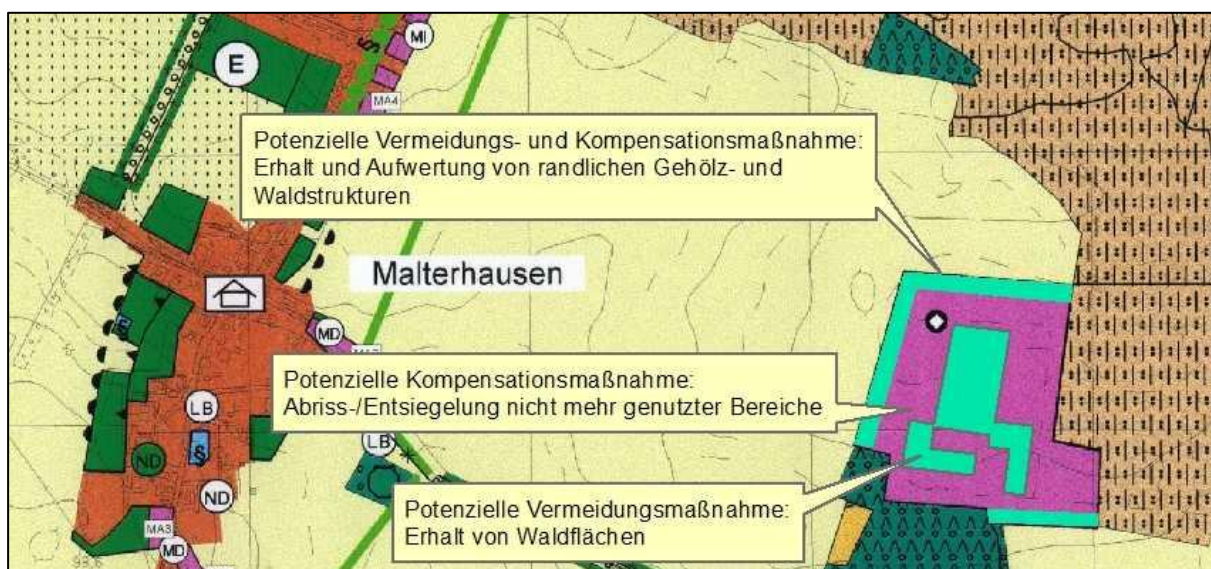 MI
E
MA4
Potenzielle Vermeidungs- und Kompensationsmaßnahme:
Erhalt und Aufwertung von randlichen Gehölz- und
Waldstrukturen
Malterhausen
MD
Potenzielle Kompensationsmaßnahme:
Abriss-/Entsiegelung nicht mehr genutzter Bereiche
LB
LB
§
ND
ND
Potenzielle Vermeidungsmaßnahme:
Erhalt von Waldflächen
MA3
MD